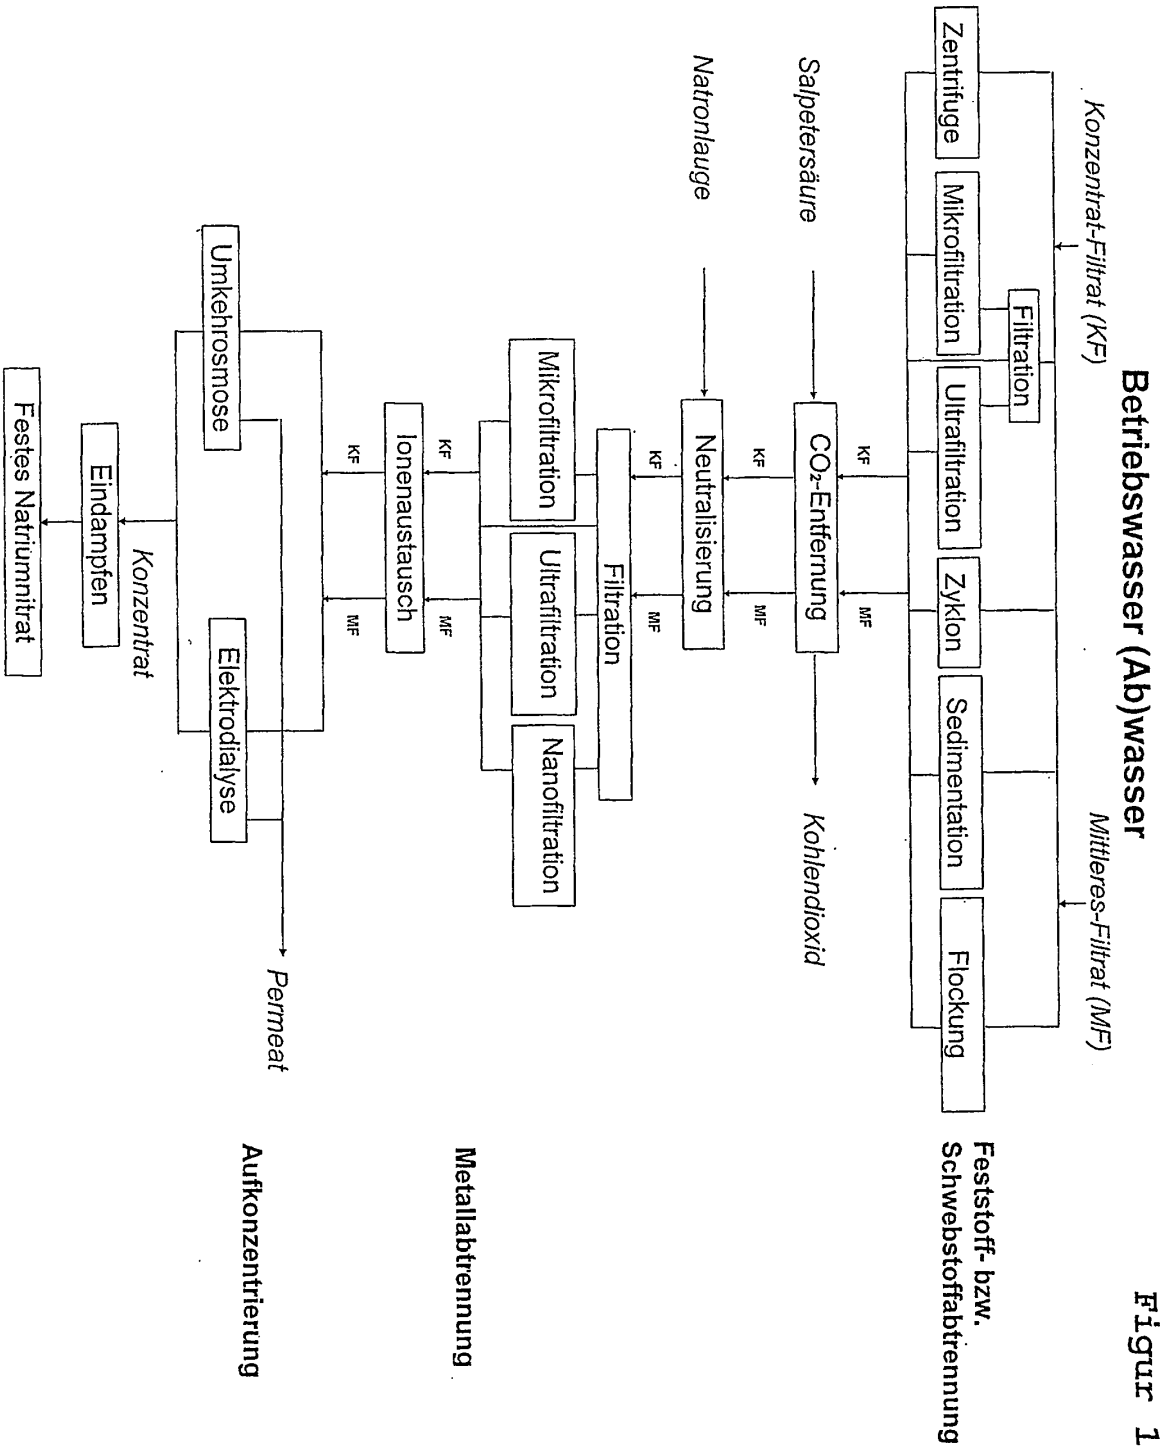 Figur 1
Betriebswasser (Ab)wasser
Konzentrat-Filtrat (KF)
Mittleres-Filtrat (MF)
Filtration
Zentrifuge
Mikrofiltration
Ultrafiltration
Zyklon
Sedimentation
Flockung
Feststoff- bzw.
Schwebstoffabtrennung
KF
MF
Salpetersäure
CO₂-Entfernung
Kohlendioxid
KF
MF
Natronlauge
Neutralisierung
KF
MF
Filtration
Mikrofiltration
Ultrafiltration
Nanofiltration
Metallabtrennung
KF
MF
Ionenaustausch
KF
MF
Permeat
Umkehrosmose
Elektrodialyse
Aufkonzentrierung
Konzentrat
Eindampfen
Festes Natriumnitrat